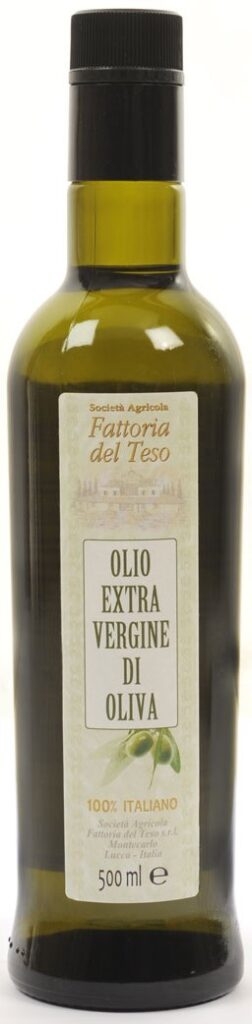 Società Agricola
Fattoria
del Teso
OLIO
EXTRA
VERGINE
DI
OLIVA
100% ITALIANO
Società Agricola
Fattoria del Teso s.r.l.
Montecarlo
Lucca - Italia
500 ml ℮